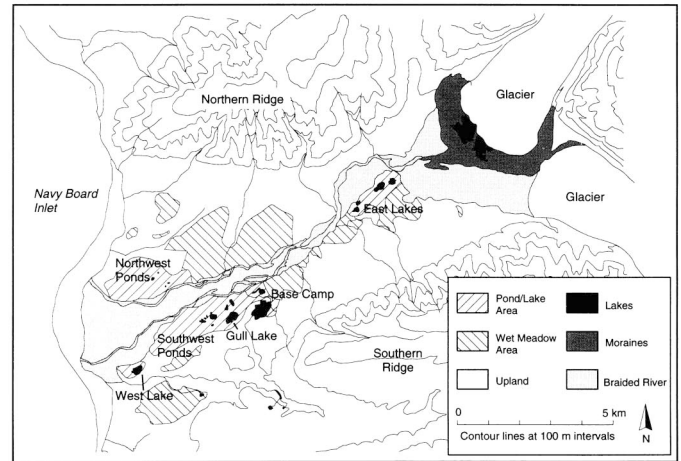 Glacier
Northern Ridge
Navy Board
Inlet
Glacier
East Lakes
Northwest
Ponds
Base Camp
Gull Lake
Southwest
Ponds
Southern
Ridge
West Lake
Pond/Lake
Area
Lakes
Wet Meadow
Area
Moraines
Upland
Braided River
0
5 km
Contour lines at 100 m intervals
N